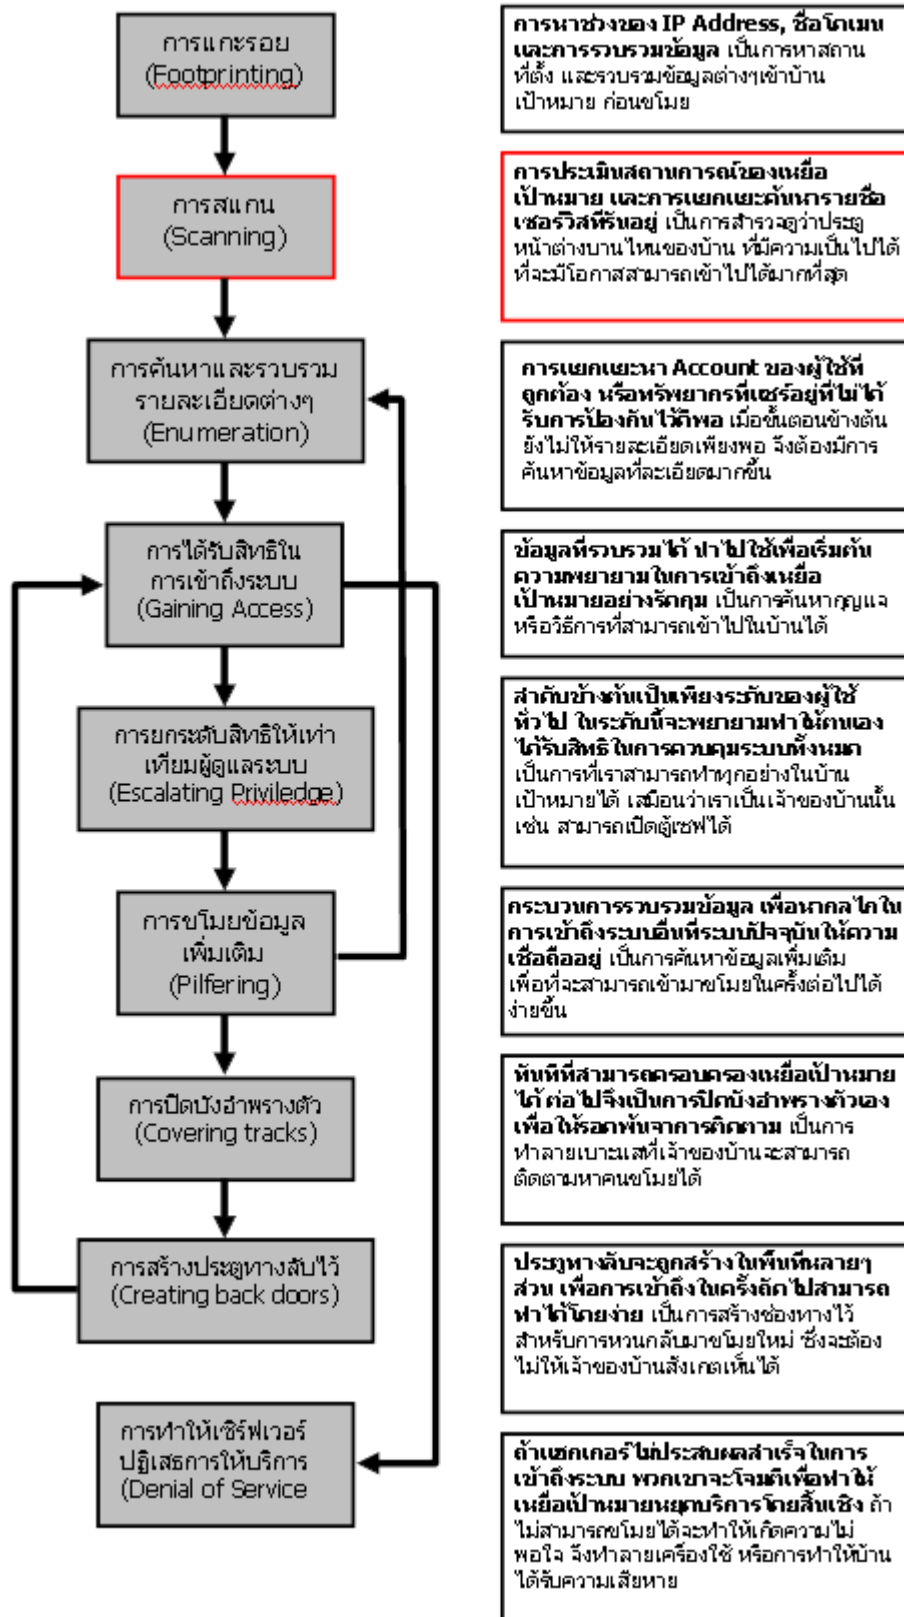 การแกะรอย
(Footprinting)
การหาช่วงของ IP Address, ชื่อโดเมน
และการรวบรวมข้อมูล เป็นการหาสถาน
ที่ตั้ง และรวบรวมข้อมูลต่างๆเข้าบ้าน
เป้าหมาย ก่อนขโมย
การสแกน
(Scanning)
การประเมินสถานการณ์ของเหยื่อ
เป้าหมาย และการแยกแยะค้นหารายชื่อ
เซอร์วิสที่รันอยู่ เป็นการสำรวจดูว่าประตู
หน้าต่างบานไหนของบ้าน ที่มีความเป็นไปได้
ที่จะมีโอกาสสามารถเข้าไปได้มากที่สุด
การค้นหาและรวบรวม
รายละเอียดต่างๆ
(Enumeration)
การแยกแยะหา Account ของผู้ใช้ที่
ถูกต้อง หรือทรัพยากรที่แชร์อยู่ที่ไม่ได้
รับการป้องกันไว้ดีพอ เมื่อขั้นตอนข้างต้น
ยังไม่ให้รายละเอียดเพียงพอ จึงต้องมีการ
ค้นหาข้อมูลที่ละเอียดมากขึ้น
การได้รับสิทธิใน
การเข้าถึงระบบ
(Gaining Access)
ข้อมูลที่รวบรวมได้ นำไปใช้เพื่อเริ่มต้น
ความพยายามในการเข้าถึงเหยื่อ
เป้าหมายอย่างรัดกุม เป็นการค้นหากุญแจ
หรือวิธีการที่สามารถเข้าไปในบ้านได้
การยกระดับสิทธิให้เท่า
เทียมผู้ดูแลระบบ
(Escalating Priviledge)
ลำดับข้างต้นเป็นเพียงระดับของผู้ใช้
ทั่วไป ในระดับนี้จะพยายามทำให้ตนเอง
ได้รับสิทธิในการควบคุมระบบทั้งหมด
เป็นการที่เราสามารถทำทุกอย่างในบ้าน
เป้าหมายได้ เสมือนว่าเราเป็นเจ้าของบ้านนั้น
เช่น สามารถเปิดตู้เซฟได้
การขโมยข้อมูล
เพิ่มเติม
(Pilfering)
กระบวนการรวบรวมข้อมูล เพื่อหากลไกใน
การเข้าถึงระบบอื่นที่ระบบปัจจุบันให้ความ
เชื่อถืออยู่ เป็นการค้นหาข้อมูลเพิ่มเติม
เพื่อที่จะสามารถเข้ามาขโมยในครั้งต่อไปได้
ง่ายขึ้น
การปิดบังอำพรางตัว
(Covering tracks)
ทันทีที่สามารถครอบครองเหยื่อเป้าหมาย
ได้ ต่อไปจึงเป็นการปิดบังอำพรางตัวเอง
เพื่อให้รอดพ้นจาการติดตาม เป็นการ
ทำลายเบาะแสที่เจ้าของบ้านจะสามารถ
ติดตามหาคนขโมยได้
การสร้างประตูทางลับไว้
(Creating back doors)
ประตูทางลับจะถูกสร้างในพื้นที่หลายๆ
ส่วน เพื่อการเข้าถึงในครั้งถัดไปสามารถ
ทำได้โดยง่าย เป็นการสร้างช่องทางไว้
สำหรับการหวนกลับมาขโมยใหม่ ซึ่งจะต้อง
ไม่ให้เจ้าของบ้านสังเกตเห็นได้
การทำให้เซิร์ฟเวอร์
ปฏิเสธการให้บริการ
(Denial of Service
ถ้าแฮกเกอร์ไม่ประสบผลสำเร็จในการ
เข้าถึงระบบ พวกเขาจะโจมตีเพื่อทำให้
เหยื่อเป้าหมายหยุดบริการโดยสิ้นเชิง ถ้า
ไม่สามารถขโมยได้จะทำให้เกิดความไม่
พอใจ จึงทำลายเครื่องใช้ หรือการทำให้บ้าน
ได้รับความเสียหาย